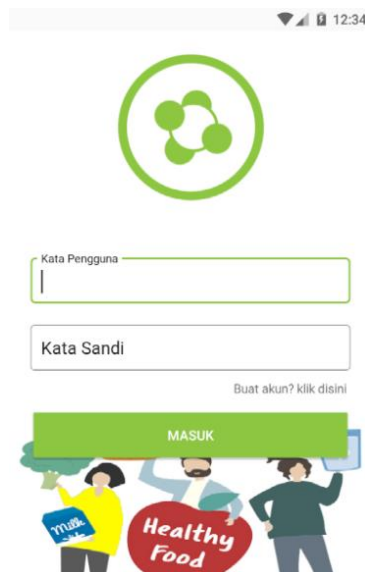 12:34
Kata Pengguna
Kata Sandi
Buat akun? klik disini
MASUK
Milk
Healthy
Food